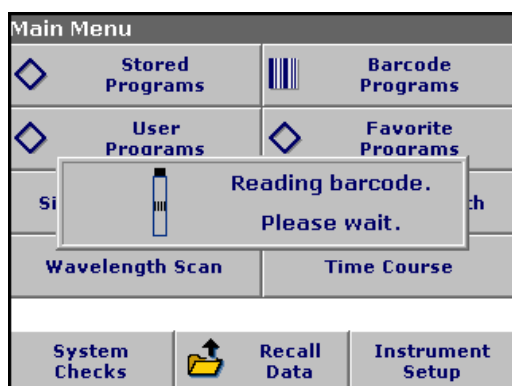 Main Menu
Stored
Programs
Barcode
Programs
User
Programs
Favorite
Programs
Reading barcode.
Please wait.
Wavelength Scan
Time Course
System
Checks
Recall
Data
Instrument
Setup